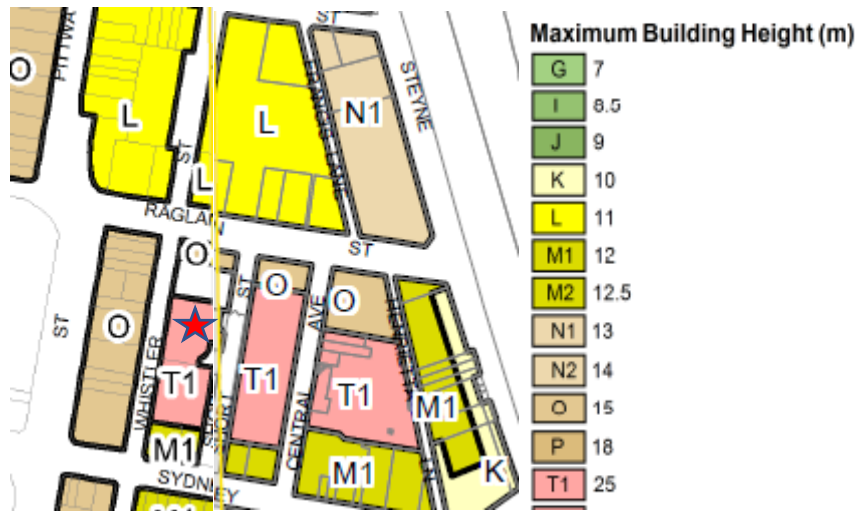 ST
PITTWA
O
STEYNE
L
L
N1
ST
L
RAGLAN
ST
O
O
ST
O
O
ST
O
AVE
WHISTLER
T1
T1
T1
M1
CENTRAL
SHORT
M1
M1
K
SYDNEY
Maximum Building Height (m)
G 7
I 8.5
J 9
K 10
L 11
M1 12
M2 12.5
N1 13
N2 14
O 15
P 18
T1 25